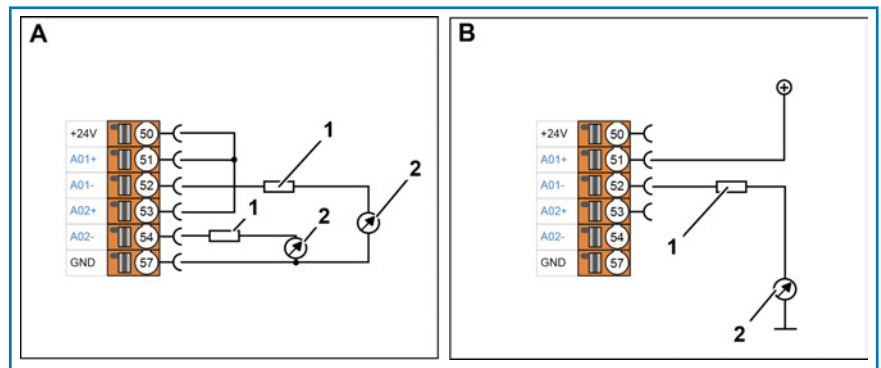 A
+24V 50
A01+ 51
A01- 52
A02+ 53
A02- 54
GND 57
1
2
1
2
B
+24V 50
A01+ 51
A01- 52
A02+ 53
A02- 54
GND 57
1
2